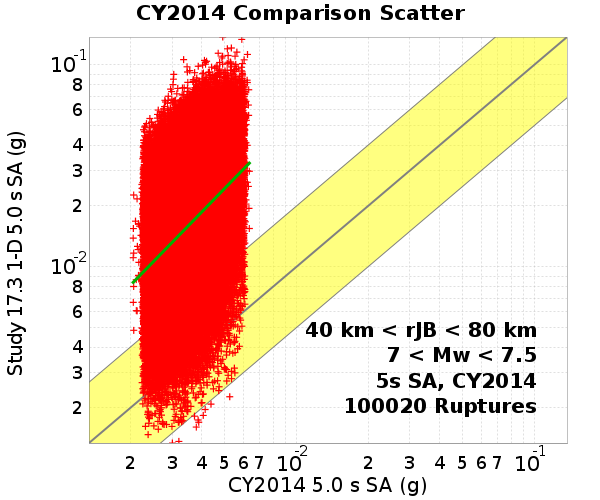 CY2014 Comparison Scatter
Study 17.3 1-D 5.0 s SA (g)
10-1
8
6
4
3
2
10-2
8
6
4
3
2
40 km < rJB < 80 km
7 < Mw < 7.5
5s SA, CY2014
100020 Ruptures
2 3 4 5 6 7 10-2 2 3 4 5 6 7 10-1
CY2014 5.0 s SA (g)